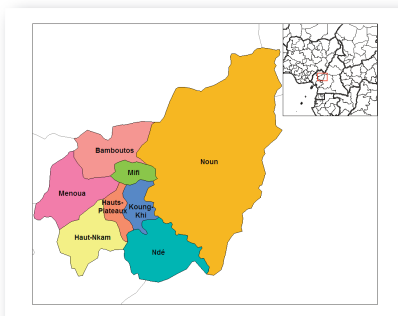 Bamboutos
Noun
Mifi
Menoua
Hauts-
Plateaux
Koung-
Khi
Haut-Nkam
Ndé